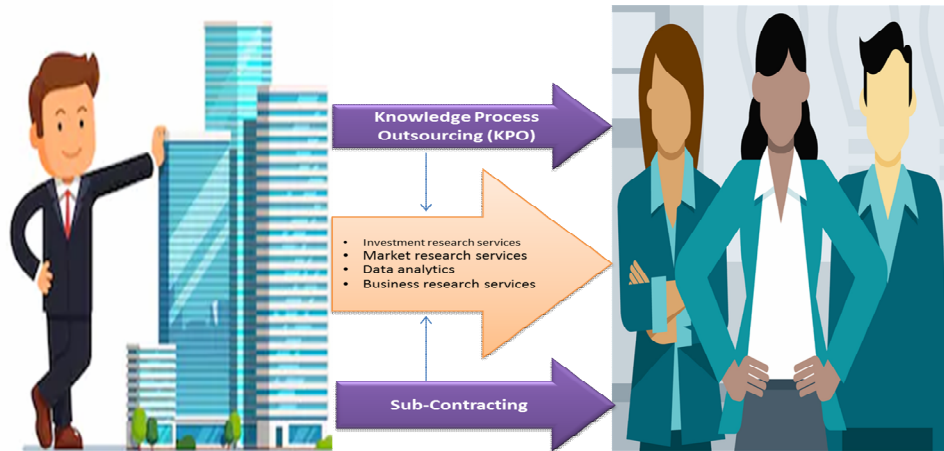 Knowledge Process
Outsourcing (KPO)
• Investment research services
• Market research services
• Data analytics
• Business research services
Sub-Contracting